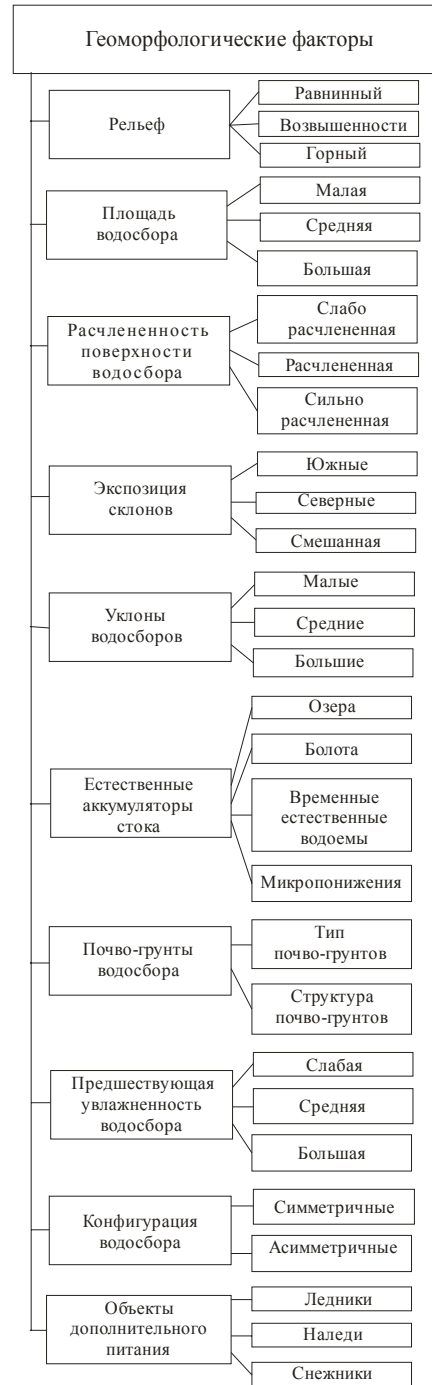 Геоморфологические факторы
Рельеф
Равнинный
Возвышенности
Горный
Площадь
водосбора
Малая
Средняя
Большая
Расчлененность
поверхности
водосбора
Слабо
расчлененная
Расчлененная
Сильно
расчлененная
Экспозиция
склонов
Южные
Северные
Смешанная
Уклоны
водосборов
Малые
Средние
Большие
Естественные
аккумуляторы
стока
Озера
Болота
Временные
естественные
водоемы
Микропонижения
Почво-грунты
водосбора
Тип
почво-грунтов
Структура
почво-грунтов
Предшествующая
увлажненность
водосбора
Слабая
Средняя
Большая
Конфигурация
водосбора
Симметричные
Асимметричные
Объекты
дополнительного
питания
Ледники
Наледи
Снежники